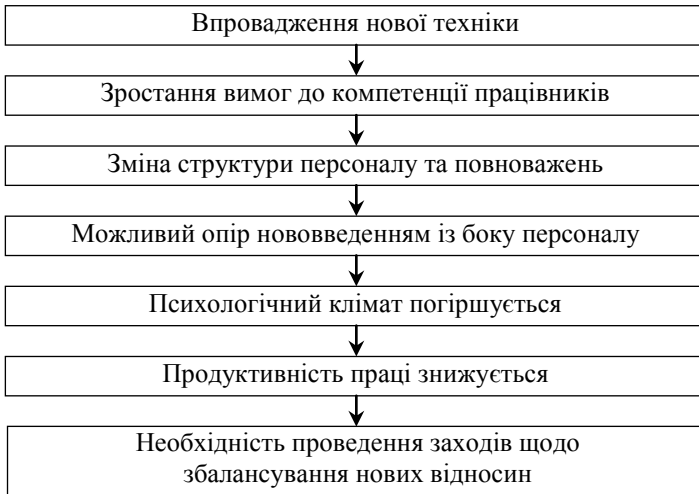 Впровадження нової техніки
Зростання вимог до компетенції працівників
Зміна структури персоналу та повноважень
Можливий опір нововведенням із боку персоналу
Психологічний клімат погіршується
Продуктивність праці знижується
Необхідність проведення заходів щодо
збалансування нових відносин